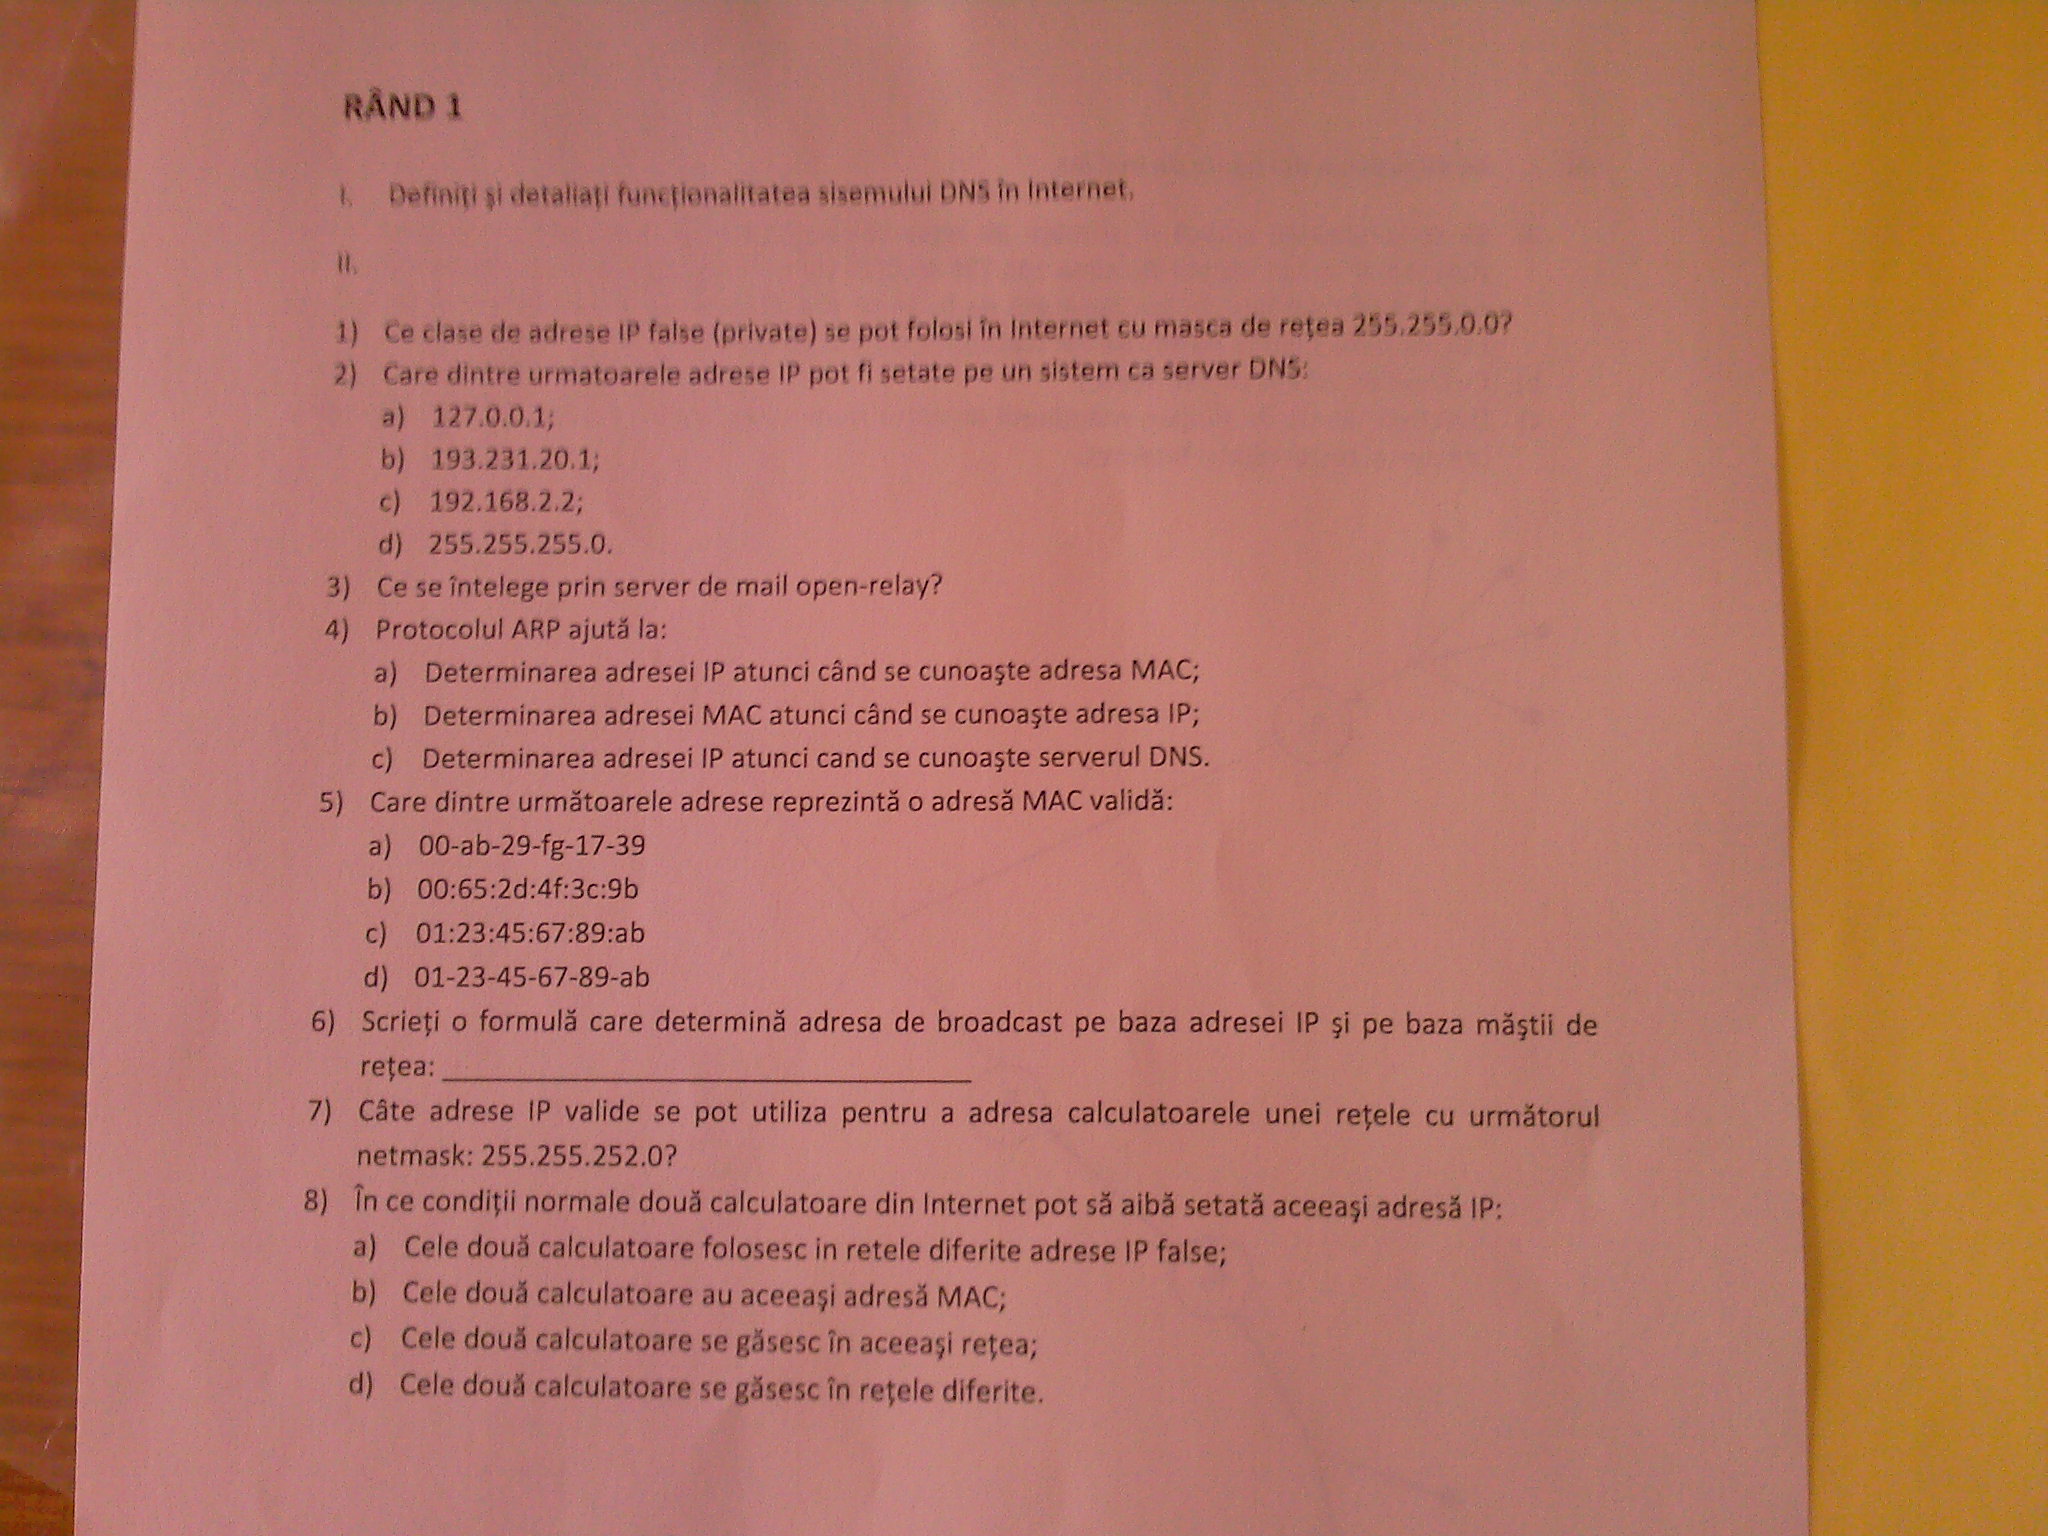 RÂND 1
I. Definiţi şi detaliaţi funcţionalitatea sisemului DNS în Internet.
II.
1) Ce clase de adrese IP false (private) se pot folosi în Internet cu masca de reţea 255.255.0.0?
2) Care dintre urmatoarele adrese IP pot fi setate pe un sistem ca server DNS:
a) 127.0.0.1;
b) 193.231.20.1;
c) 192.168.2.2;
d) 255.255.255.0.
3) Ce se întelege prin server de mail open-relay?
4) Protocolul ARP ajută la:
a) Determinarea adresei IP atunci când se cunoaşte adresa MAC;
b) Determinarea adresei MAC atunci când se cunoaşte adresa IP;
c) Determinarea adresei IP atunci cand se cunoaşte serverul DNS.
5) Care dintre următoarele adrese reprezintă o adresă MAC validă:
a) 00-ab-29-fg-17-39
b) 00:65:2d:4f:3c:9b
c) 01:23:45:67:89:ab
d) 01-23-45-67-89-ab
6) Scrieţi o formulă care determină adresa de broadcast pe baza adresei IP şi pe baza măştii de
reţea: ____________________________________
7) Câte adrese IP valide se pot utiliza pentru a adresa calculatoarele unei reţele cu următorul
netmask: 255.255.252.0?
8) În ce condiţii normale două calculatoare din Internet pot să aibă setată aceeaşi adresă IP:
a) Cele două calculatoare folosesc in retele diferite adrese IP false;
b) Cele două calculatoare au aceeaşi adresă MAC;
c) Cele două calculatoare se găsesc în aceeaşi reţea;
d) Cele două calculatoare se găsesc în reţele diferite.